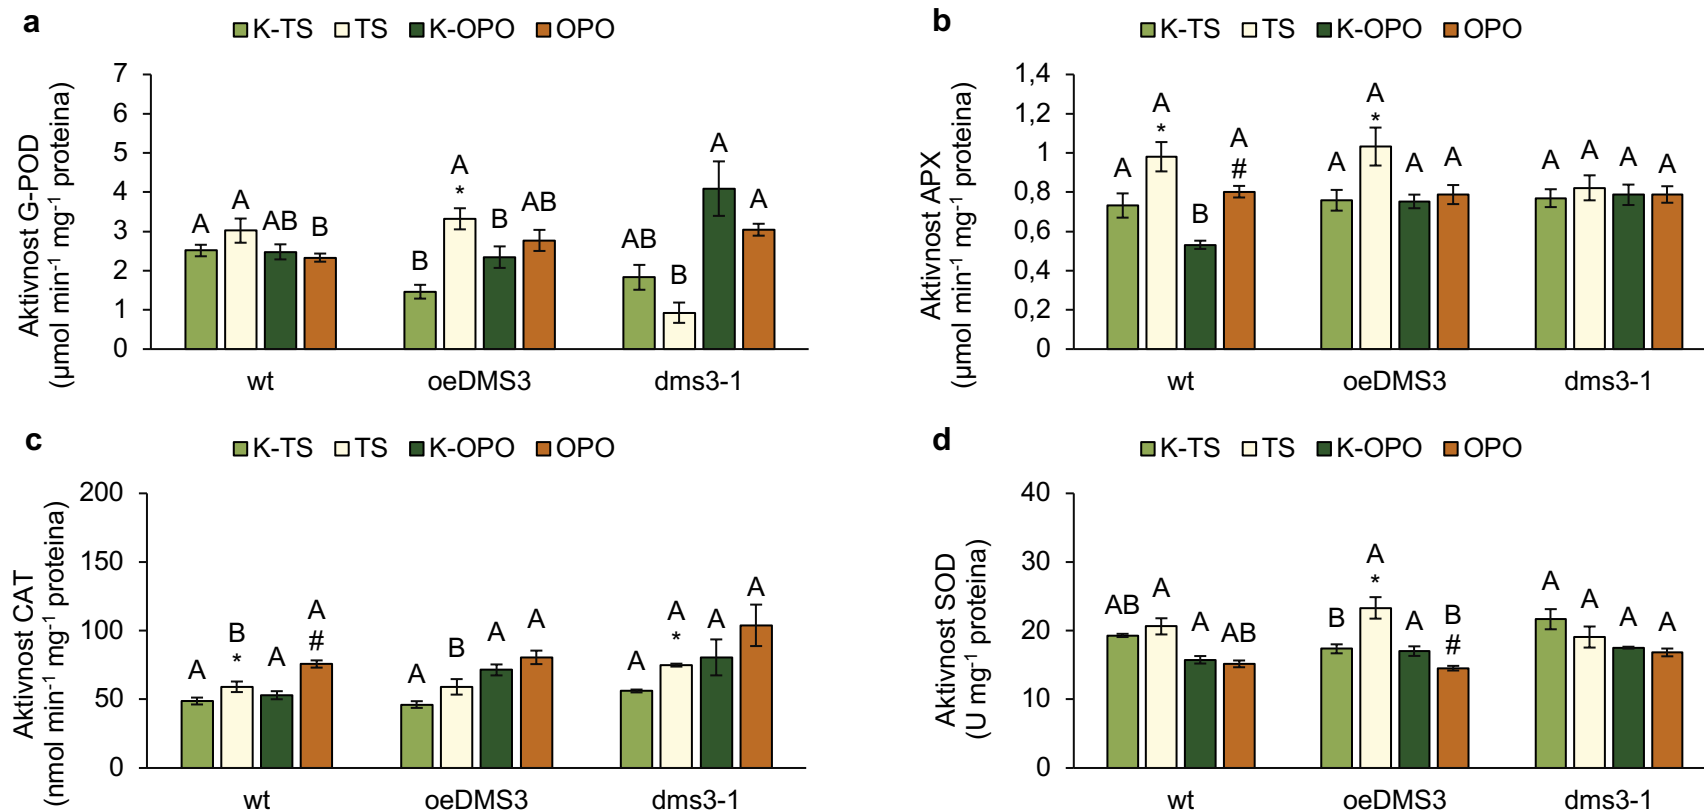 a
K-TS TS K-OPO OPO
Aktivnost G-POD
(µmol min-1 mg-1 proteina)
7
6
5
4
3
2
1
0
A A AB B
B A * B AB
AB B A A
wt oeDMS3 dms3-1
b
K-TS TS K-OPO OPO
Aktivnost APX
(µmol min-1 mg-1 proteina)
1,4
1,2
1
0,8
0,6
0,4
0,2
0
A A * B A #
A A * A A
A A A A
wt oeDMS3 dms3-1
c
K-TS TS K-OPO OPO
Aktivnost CAT
(nmol min-1 mg-1 proteina)
200
150
100
50
0
A B * A A #
A B A A
A A * A A
wt oeDMS3 dms3-1
d
K-TS TS K-OPO OPO
Aktivnost SOD
(U mg-1 proteina)
40
30
20
10
0
AB A A AB
B A * A B #
A A A A
wt oeDMS3 dms3-1